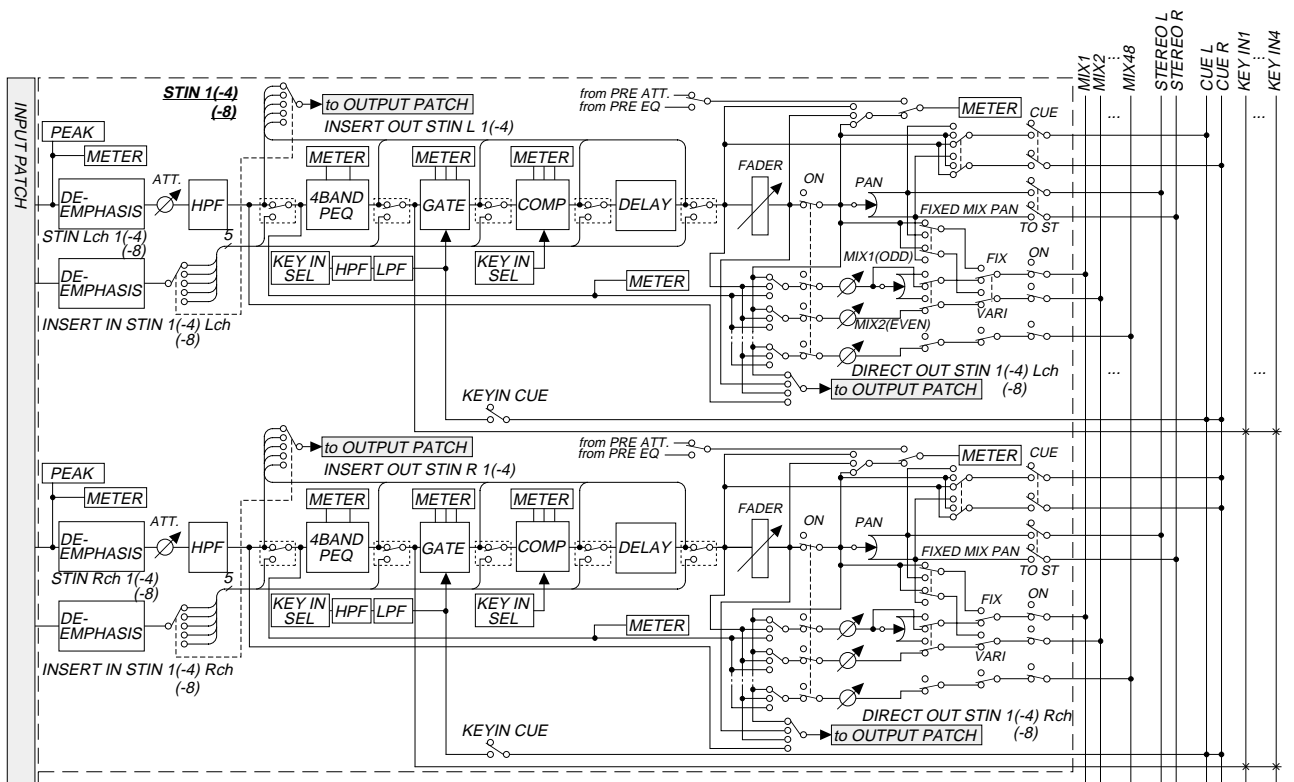 INPUT PATCH
MIX1
MIX2
...
MIX48
STEREO L
STEREO R
CUE L
CUE R
KEY IN1
...
KEY IN4
STIN 1(-4)
(-8)
to OUTPUT PATCH
INSERT OUT STIN L 1(-4)
from PRE ATT.
from PRE EQ
METER
CUE
...
...
PEAK
METER
METER
METER
METER
DE-
EMPHASIS
ATT.
HPF
4BAND
PEQ
GATE
COMP
DELAY
FADER
ON
PAN
FIXED MIX PAN
TO ST
STIN Lch 1(-4)
(-8)
5
DE-
EMPHASIS
KEY IN
SEL
HPF
LPF
KEY IN
SEL
METER
MIX1(ODD)
FIX
ON
INSERT IN STIN 1(-4) Lch
(-8)
MIX2(EVEN)
VARI
DIRECT OUT STIN 1(-4) Lch
(-8)
to OUTPUT PATCH
...
...
KEYIN CUE
to OUTPUT PATCH
INSERT OUT STIN R 1(-4)
from PRE ATT.
from PRE EQ
METER
CUE
PEAK
METER
METER
METER
METER
DE-
EMPHASIS
ATT.
HPF
4BAND
PEQ
GATE
COMP
DELAY
FADER
ON
PAN
FIXED MIX PAN
TO ST
STIN Rch 1(-4)
(-8)
5
DE-
EMPHASIS
KEY IN
SEL
HPF
LPF
KEY IN
SEL
METER
FIX
ON
VARI
INSERT IN STIN 1(-4) Rch
(-8)
DIRECT OUT STIN 1(-4) Rch
(-8)
to OUTPUT PATCH
KEYIN CUE